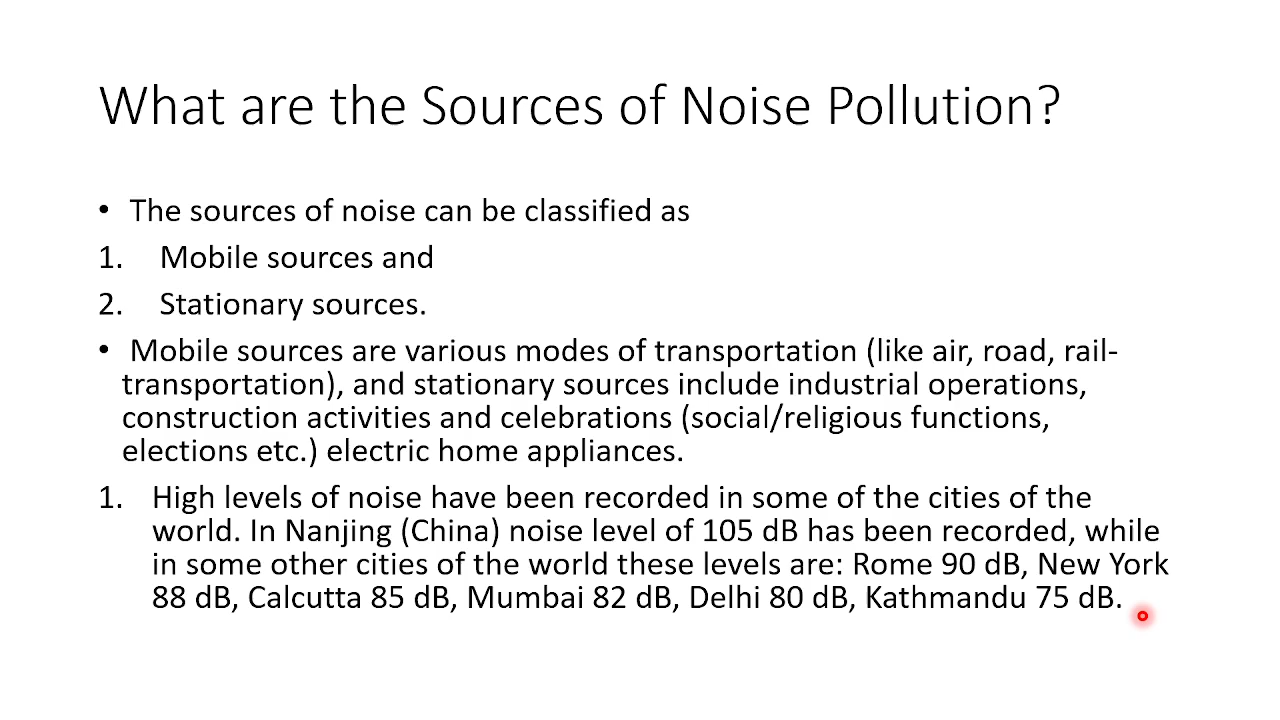 What are the Sources of Noise Pollution?
• The sources of noise can be classified as
1. Mobile sources and
2. Stationary sources.
• Mobile sources are various modes of transportation (like air, road, rail-
transportation), and stationary sources include industrial operations,
construction activities and celebrations (social/religious functions,
elections etc.) electric home appliances.
1. High levels of noise have been recorded in some of the cities of the
world. In Nanjing (China) noise level of 105 dB has been recorded, while
in some other cities of the world these levels are: Rome 90 dB, New York
88 dB, Calcutta 85 dB, Mumbai 82 dB, Delhi 80 dB, Kathmandu 75 dB.